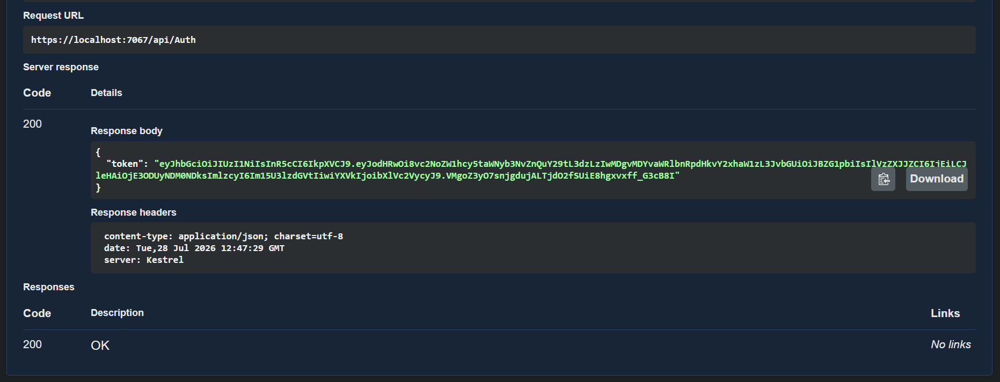 Request URL
https://localhost:7067/api/Auth
Server response
Code Details
200
Response body
{
"token": "eyJhbGciOiJIUzI1NiIsInR5cCI6IkpXVCJ9.eyJodHRwOi8vc2NoZW1hcy5taWNyb3NvZnQuY29tL3dzLzIwMDgvMDYvaWRlbnRpdHkvY2xhaW1zL3JvbGUiOiJBZG1pbiIsIlVzZXJJZCI6IjEiLCJ
leHAiOjE3ODUyNDM0NDksImlzcyI6Im15U3lzdGVtIiwiYXVkIjoibXlVc2VycyJ9.VMgoZ3yO7snjgdujALTjdO2fSUiE8hgxvxff_G3cB8I"
}
Download
Response headers
content-type: application/json; charset=utf-8
date: Tue,28 Jul 2026 12:47:29 GMT
server: Kestrel
Responses
Code Description Links
200 OK No links